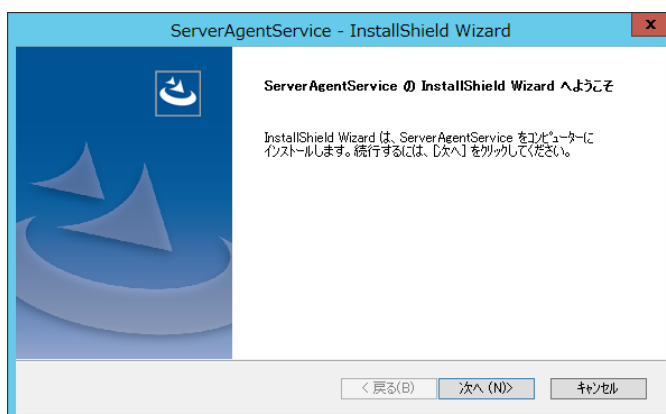 ServerAgentService - InstallShield Wizard
x
ServerAgentService の InstallShield Wizard へようこそ
InstallShield Wizard は、ServerAgentService をコンピューターに
インストールします。続行するには、[次へ] をクリックしてください。
< 戻る(B)
次へ (N)>
キャンセル